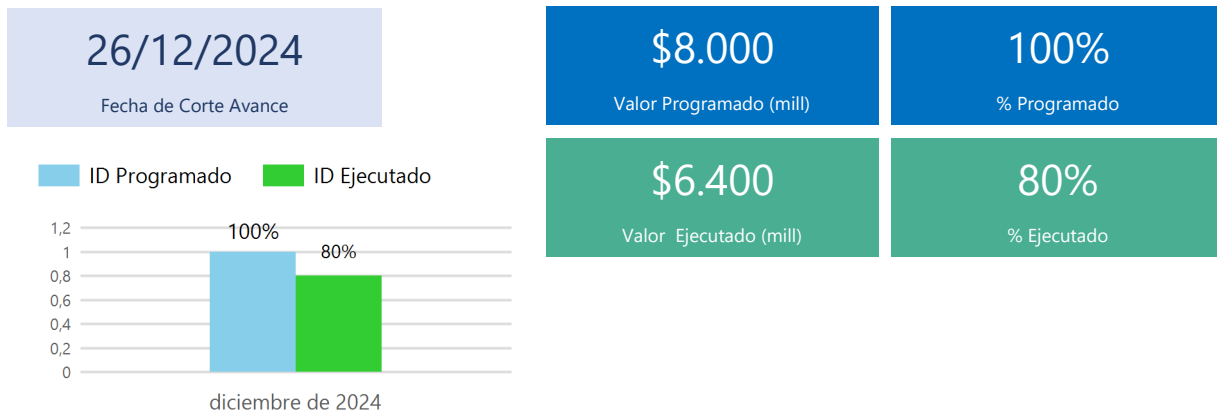 26/12/2024
Fecha de Corte Avance
$8.000
Valor Programado (mill)
100%
% Programado
$6.400
Valor  Ejecutado (mill)
80%
% Ejecutado
ID Programado
ID Ejecutado
1,2
1
0,8
0,6
0,4
0,2
0
100%
80%
diciembre de 2024